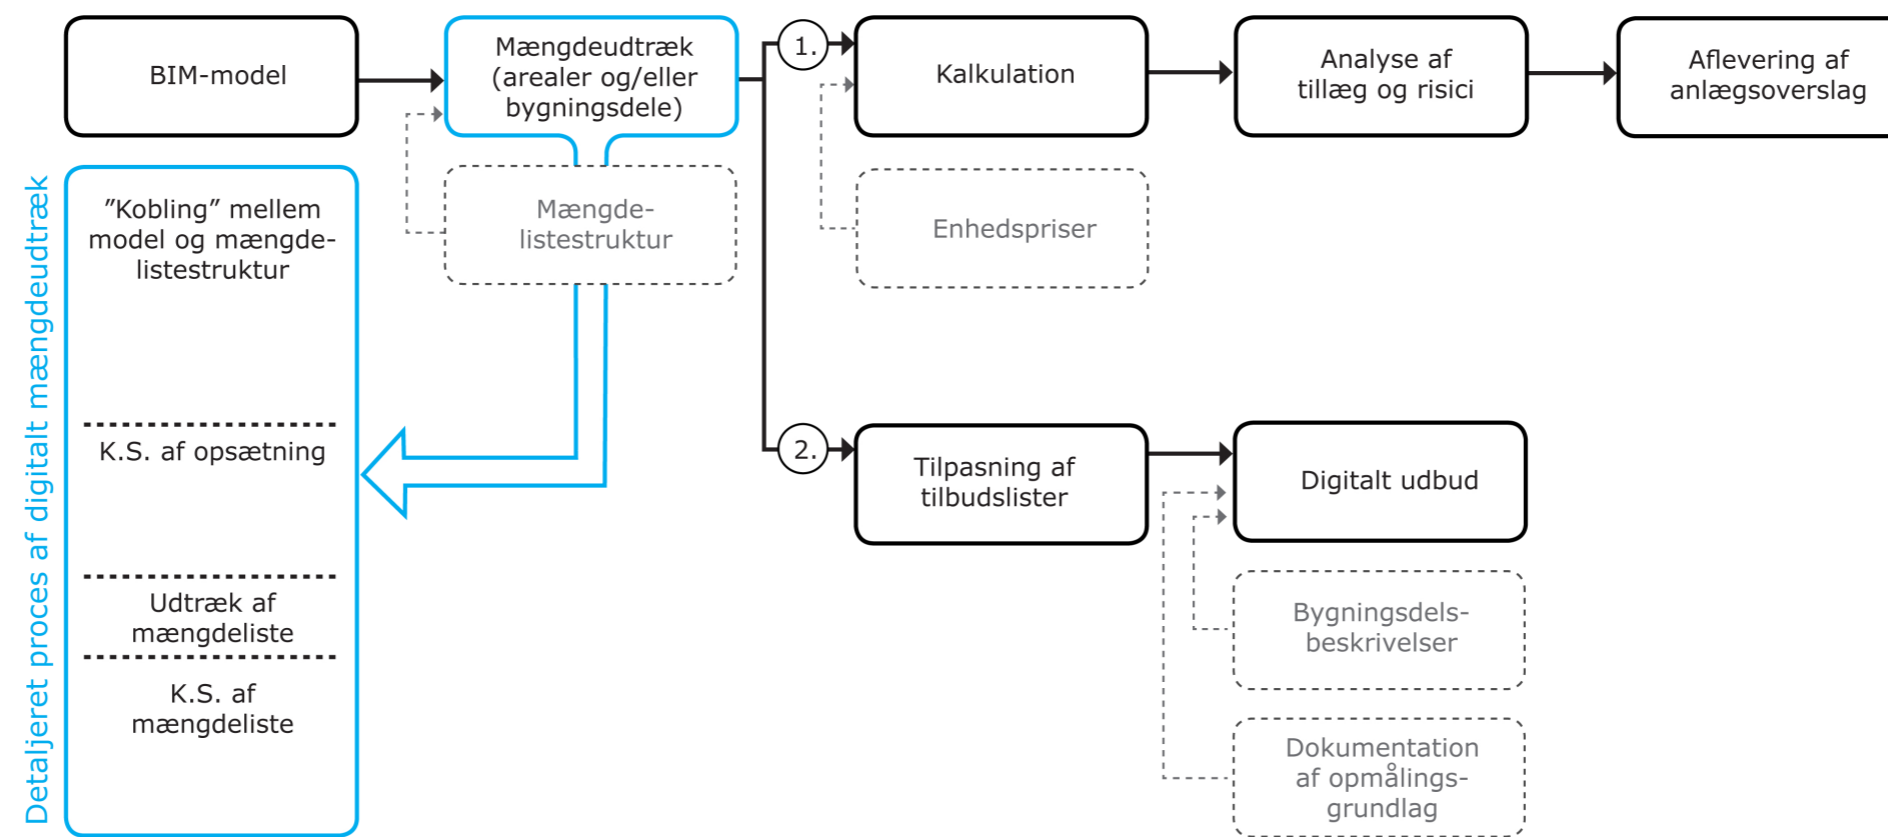 BIM-model
Mængdeudtræk
(arealer og/eller
bygningsdele)
1.
Kalkulation
Analyse af
tillæg og risici
Aflevering af
anlægsoverslag
Detaljeret proces af digitalt mængdeudtræk
”Kobling” mellem
model og mængde-
listestruktur
K.S. af opsætning
Udtræk af
mængdeliste
K.S. af
mængdeliste
Mængde-
listestruktur
Enhedspriser
2.
Tilpasning af
tilbudslister
Digitalt udbud
Bygningsdels-
beskrivelser
Dokumentation
af opmålings-
grundlag